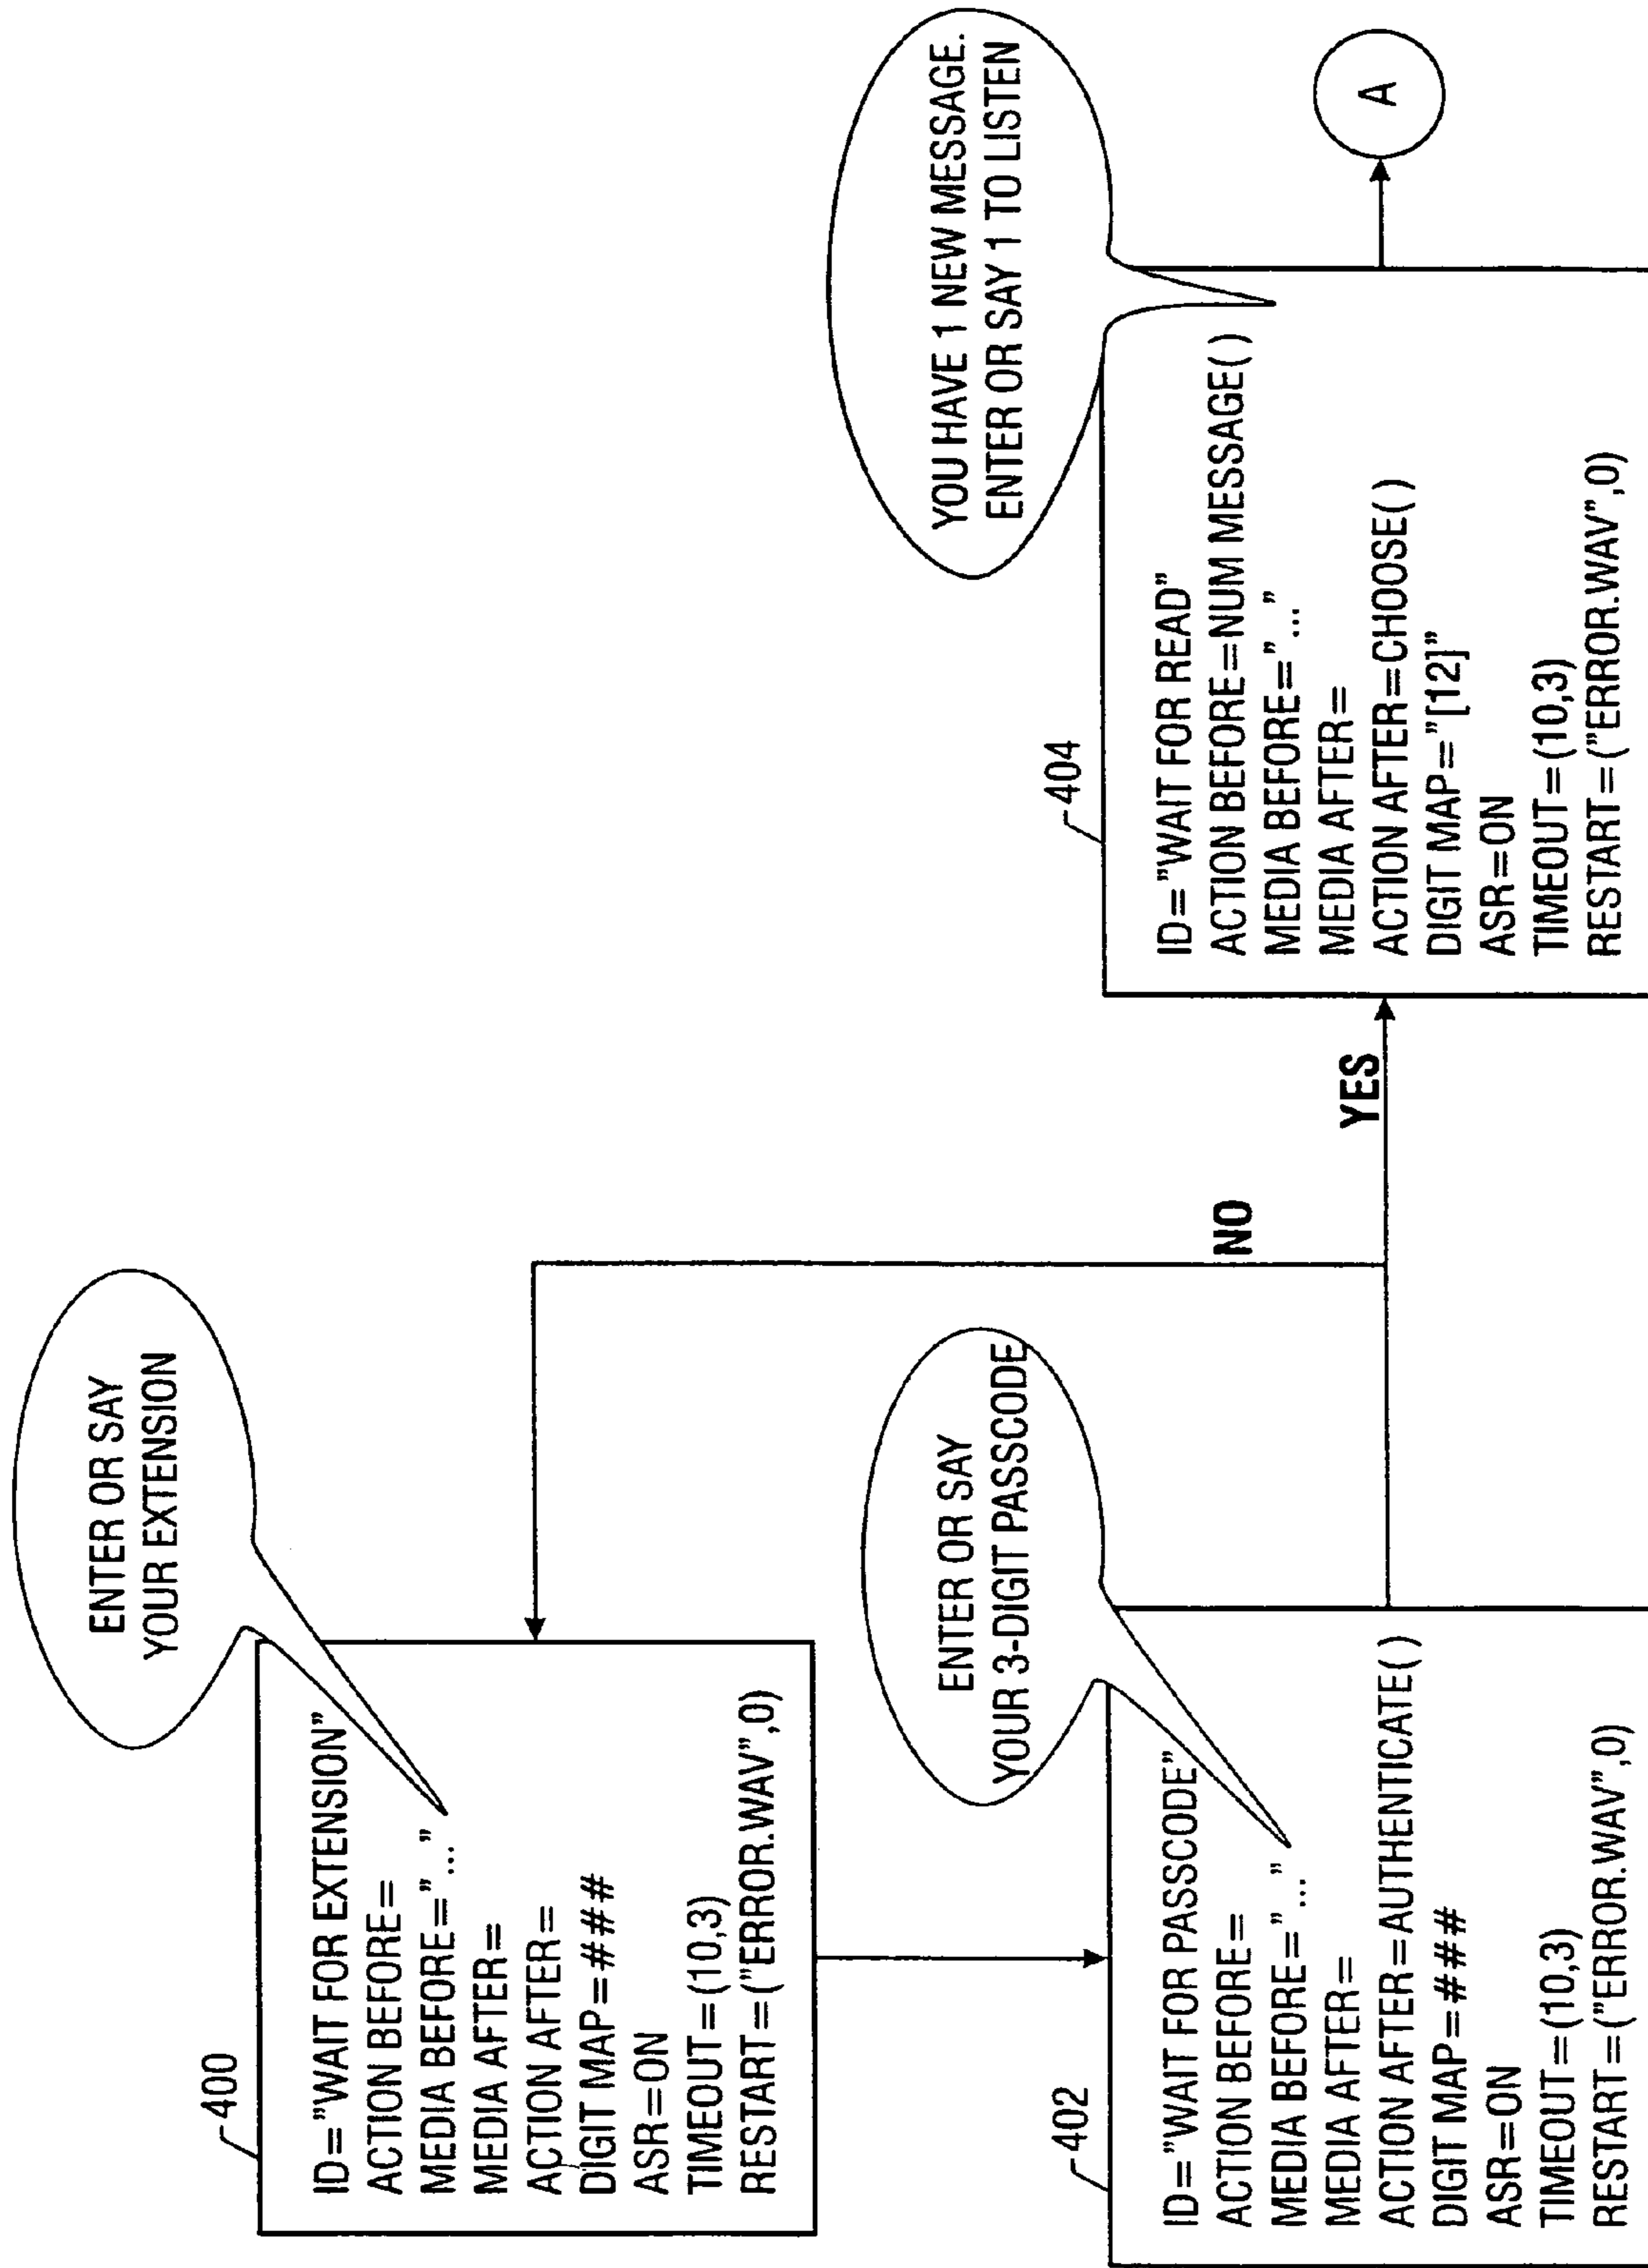 ENTER OR SAY
YOUR EXTENSION
400
ID="WAIT FOR EXTENSION"
ACTION BEFORE=
MEDIA BEFORE="..."
MEDIA AFTER=
ACTION AFTER=
DIGIT MAP=###
ASR=ON
TIMEOUT=(10,3)
RESTART=("ERROR.WAV",0)
ENTER OR SAY
YOUR 3-DIGIT PASSCODE
402
ID="WAIT FOR PASSCODE"
ACTION BEFORE=
MEDIA BEFORE="..."
MEDIA AFTER=
ACTION AFTER=AUTHENTICATE( )
DIGIT MAP=###
ASR=ON
TIMEOUT=(10,3)
RESTART=("ERROR.WAV",0)
NO
YES
YOU HAVE 1 NEW MESSAGE.
ENTER OR SAY 1 TO LISTEN
404
ID="WAIT FOR READ"
ACTION BEFORE=NUM MESSAGE( )
MEDIA BEFORE="..."
MEDIA AFTER=
ACTION AFTER=CHOOSE( )
DIGIT MAP="[12]"
ASR=ON
TIMEOUT=(10,3)
RESTART=("ERROR.WAV",0)
A